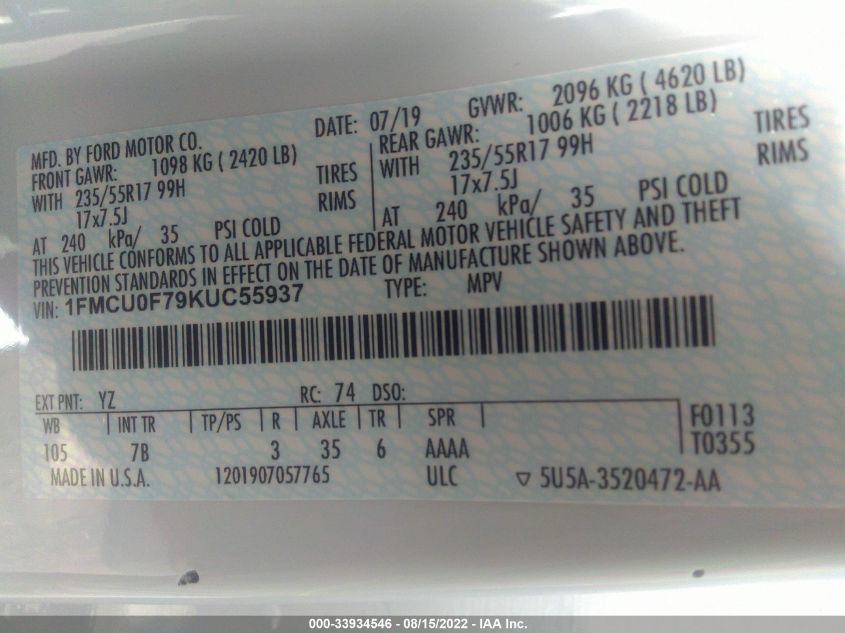 MFD. BY FORD MOTOR CO. DATE: 07/19 GVWR: 2096 KG ( 4620 LB)
FRONT GAWR: 1098 KG ( 2420 LB) REAR GAWR: 1006 KG ( 2218 LB)
WITH 235/55R17 99H TIRES WITH 235/55R17 99H TIRES
17x7.5J RIMS 17x7.5J RIMS
AT 240 kPa/ 35 PSI COLD AT 240 kPa/ 35 PSI COLD
THIS VEHICLE CONFORMS TO ALL APPLICABLE FEDERAL MOTOR VEHICLE SAFETY AND THEFT
PREVENTION STANDARDS IN EFFECT ON THE DATE OF MANUFACTURE SHOWN ABOVE.
VIN: 1FMCU0F79KUC55937 TYPE: MPV
EXT PNT: YZ RC: 74 DSO:
WB INT TR TP/PS R AXLE TR SPR F0113
105 7B 3 35 6 AAAA T0355
MADE IN U.S.A. 1201907057765 ULC ▽ 5U5A-3520472-AA
000-33934546 - 08/15/2022 - IAA Inc.